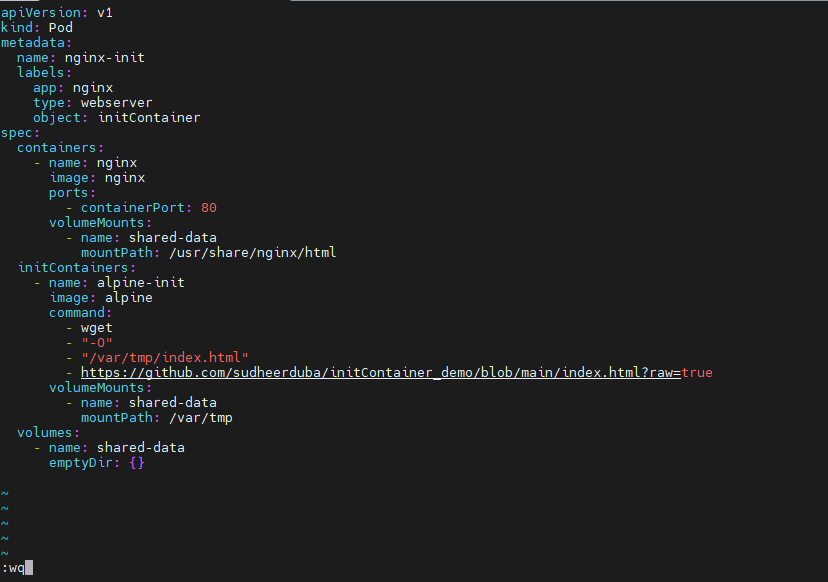 apiVersion: v1
kind: Pod
metadata:
  name: nginx-init
  labels:
    app: nginx
    type: webserver
    object: initContainer
spec:
  containers:
    - name: nginx
      image: nginx
      ports:
        - containerPort: 80
      volumeMounts:
        - name: shared-data
          mountPath: /usr/share/nginx/html
  initContainers:
    - name: alpine-init
      image: alpine
      command:
        - wget
        - "-O"
        - "/var/tmp/index.html"
        - https://github.com/sudheerduba/initContainer_demo/blob/main/index.html?raw=true
      volumeMounts:
        - name: shared-data
          mountPath: /var/tmp
  volumes:
    - name: shared-data
      emptyDir: {}
~
~
~
~
~
:wq